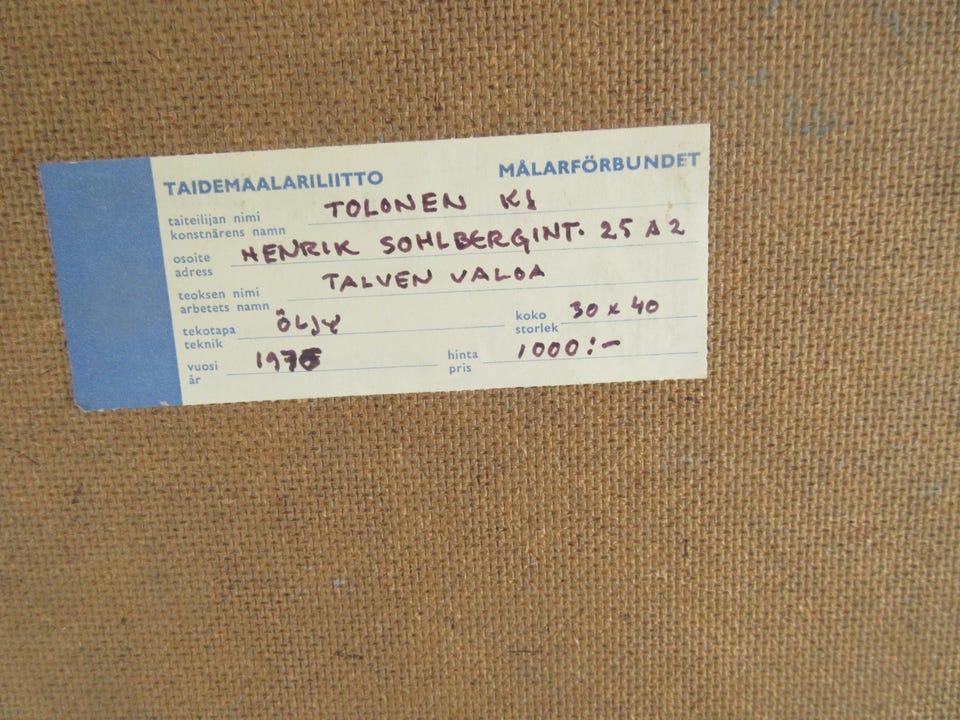 TAIDEMAALARILIITTO MÅLARFÖRBUNDET
taiteilijan nimi TOLONEN KI
konstnärens namn
osoite HENRIK SOHLBERGINT. 25 A 2
adress
teoksen nimi TALVEN VALOA
arbetets namn
tekotapa ÖLJY koko 30 x 40
teknik storlek
vuosi hinta 1000:-
år pris